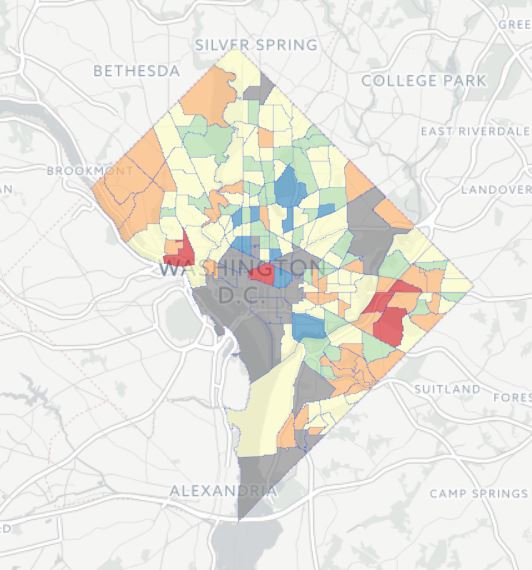 SILVER SPRING
BETHESDA
COLLEGE PARK
GREE
EAST RIVERDALE
BROOKMONT
AN
LANDOVER
WASHINGTON
D.C.
SUITLAND
FORES
ALEXANDRIA
CAMP SPRINGS
D